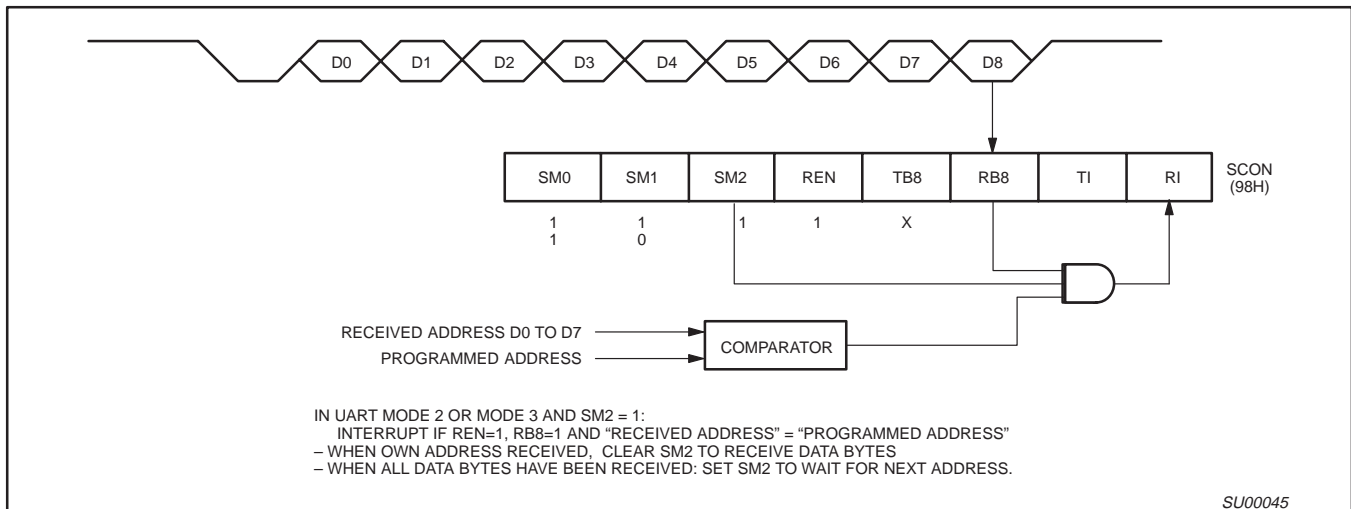 D0 D1 D2 D3 D4 D5 D6 D7 D8
SM0 SM1 SM2 REN TB8 RB8 TI RI
SCON
(98H)
1 1 1 1 X
1 0
RECEIVED ADDRESS D0 TO D7
PROGRAMMED ADDRESS
COMPARATOR
IN UART MODE 2 OR MODE 3 AND SM2 = 1:
INTERRUPT IF REN=1, RB8=1 AND “RECEIVED ADDRESS” = “PROGRAMMED ADDRESS”
– WHEN OWN ADDRESS RECEIVED, CLEAR SM2 TO RECEIVE DATA BYTES
– WHEN ALL DATA BYTES HAVE BEEN RECEIVED: SET SM2 TO WAIT FOR NEXT ADDRESS.
SU00045